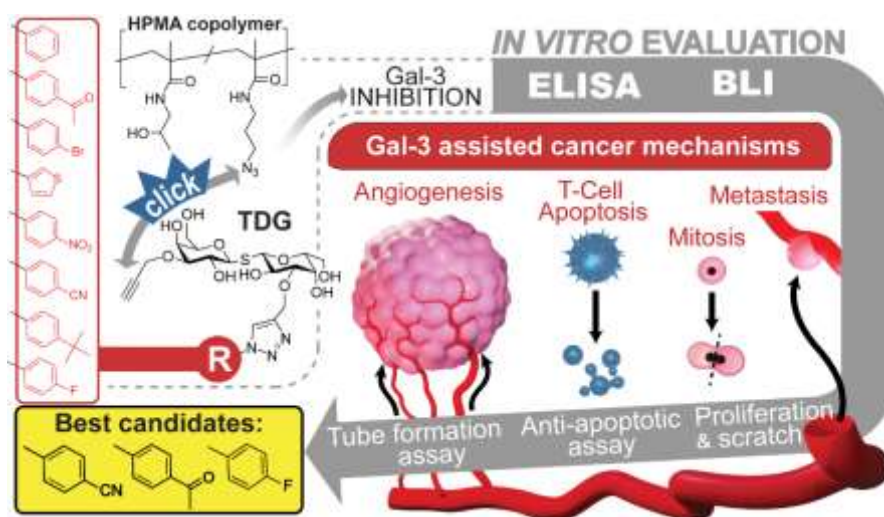 HPMA copolymer
O
O
HN
NH
HO
N3
click
TDG
OH
OH
O
OH
S
HO
O
O
OH
OH
OH
O
N
N
N
R
O
Br
S
NO2
CN
F
Best candidates:
CN
O
F
Gal-3
INHIBITION
IN VITRO EVALUATION
ELISA
BLI
Gal-3 assisted cancer mechanisms
Angiogenesis
T-Cell
Apoptosis
Mitosis
Metastasis
Tube formation
assay
Anti-apoptotic
assay
Proliferation
& scratch